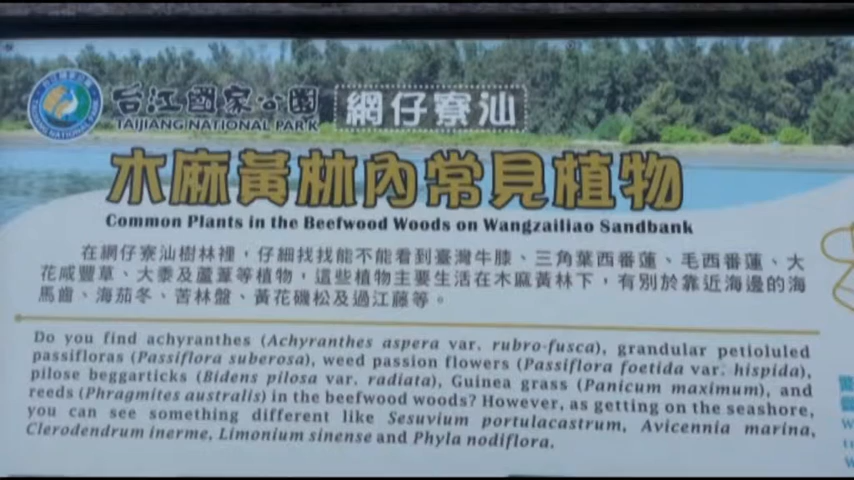 台江國家公園
TAIJIANG NATIONAL PARK
網仔寮汕
木麻黃林內常見植物
Common Plants in the Beefwood Woods on Wangzailiao Sandbank
在網仔寮汕樹林裡，仔細找找能不能看到臺灣牛膝、三角葉西番蓮、毛西番蓮、大
花咸豐草、大黍及蘆葦等植物，這些植物主要生活在木麻黃林下，有別於靠近海邊的海
馬齒、海茄冬、苦林盤、黃花磯松及過江藤等。
Do you find achyranthes (Achyranthes aspera var. rubro-fusca), grandular petioluled
passifloras (Passiflora suberosa), weed passion flowers (Passiflora foetida var. hispida),
pilose beggarticks (Bidens pilosa var. radiata), Guinea grass (Panicum maximum), and
reeds (Phragmites australis) in the beefwood woods? However, as getting on the seashore,
you can see something different like Sesuvium portulacastrum, Avicennia marina,
Clerodendrum inerme, Limonium sinense and Phyla nodiflora.